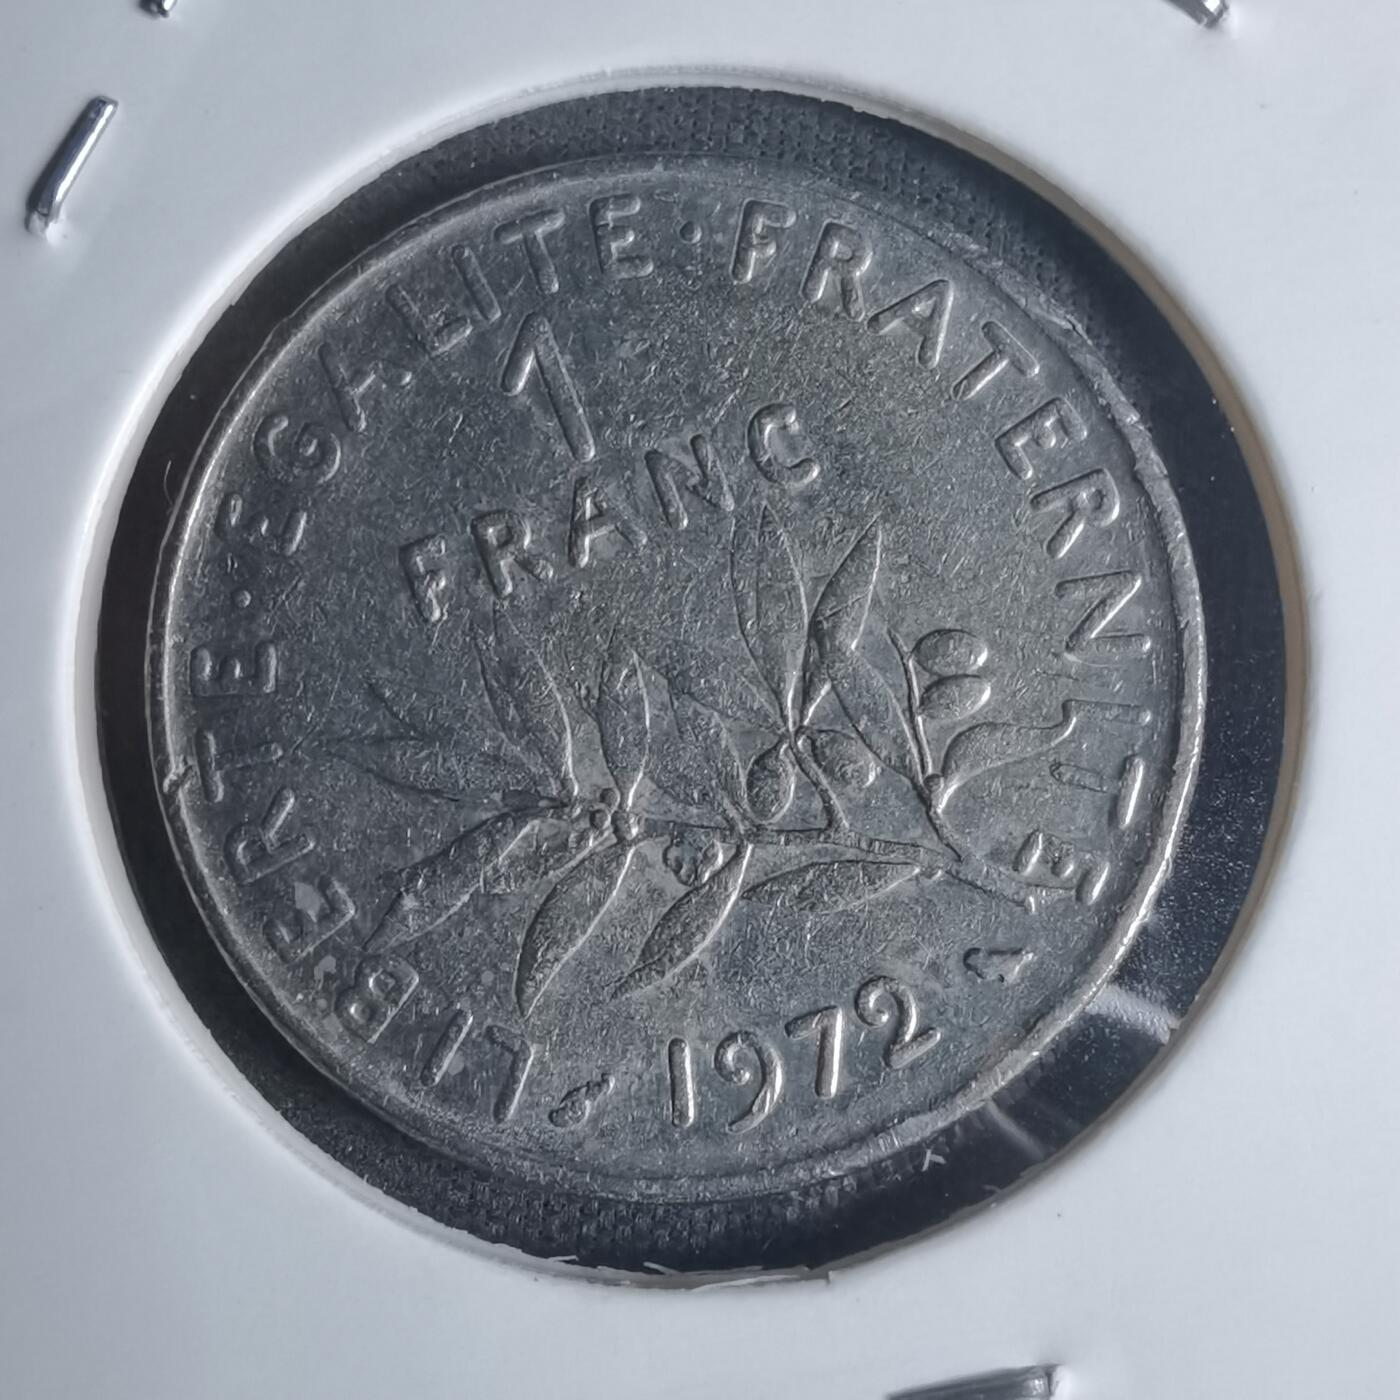 LIBERTE · EGALITE · FRATERNITE
1
FRANC
1972